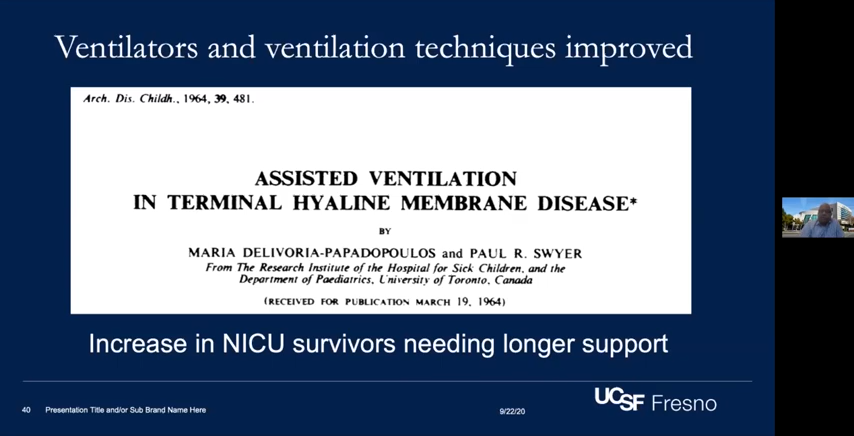 Ventilators and ventilation techniques improved
Arch. Dis. Childh., 1964, 39, 481.
ASSISTED VENTILATION
IN TERMINAL HYALINE MEMBRANE DISEASE*
BY
MARIA DELIVORIA-PAPADOPOULOS and PAUL R. SWYER
From The Research Institute of the Hospital for Sick Children, and the
Department of Paediatrics, University of Toronto, Canada
(RECEIVED FOR PUBLICATION MARCH 19, 1964)
Increase in NICU survivors needing longer support
40 Presentation Title and/or Sub Brand Name Here
9/22/20
UCSF Fresno